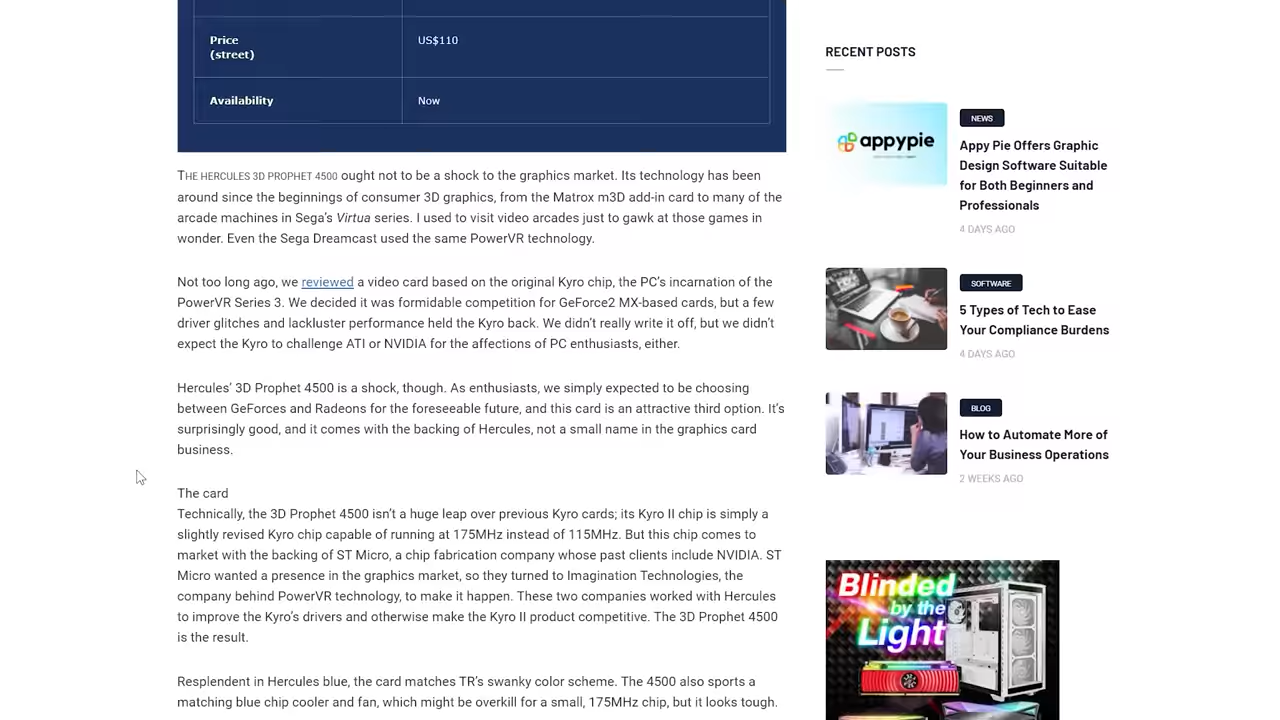 Price
(street)
US$110
Availability
Now
THE HERCULES 3D PROPHET 4500 ought not to be a shock to the graphics market. Its technology has been
around since the beginnings of consumer 3D graphics, from the Matrox m3D add-in card to many of the
arcade machines in Sega’s Virtua series. I used to visit video arcades just to gawk at those games in
wonder. Even the Sega Dreamcast used the same PowerVR technology.
Not too long ago, we reviewed a video card based on the original Kyro chip, the PC’s incarnation of the
PowerVR Series 3. We decided it was formidable competition for GeForce2 MX-based cards, but a few
driver glitches and lackluster performance held the Kyro back. We didn’t really write it off, but we didn’t
expect the Kyro to challenge ATI or NVIDIA for the affections of PC enthusiasts, either.
Hercules’ 3D Prophet 4500 is a shock, though. As enthusiasts, we simply expected to be choosing
between GeForces and Radeons for the foreseeable future, and this card is an attractive third option. It’s
surprisingly good, and it comes with the backing of Hercules, not a small name in the graphics card
business.
The card
Technically, the 3D Prophet 4500 isn’t a huge leap over previous Kyro cards; its Kyro II chip is simply a
slightly revised Kyro chip capable of running at 175MHz instead of 115MHz. But this chip comes to
market with the backing of ST Micro, a chip fabrication company whose past clients include NVIDIA. ST
Micro wanted a presence in the graphics market, so they turned to Imagination Technologies, the
company behind PowerVR technology, to make it happen. These two companies worked with Hercules
to improve the Kyro’s drivers and otherwise make the Kyro II product competitive. The 3D Prophet 4500
is the result.
Resplendent in Hercules blue, the card matches TR’s swanky color scheme. The 4500 also sports a
matching blue chip cooler and fan, which might be overkill for a small, 175MHz chip, but it looks tough.
RECENT POSTS
appypie
NEWS
Appy Pie Offers Graphic
Design Software Suitable
for Both Beginners and
Professionals
4 DAYS AGO
SOFTWARE
5 Types of Tech to Ease
Your Compliance Burdens
4 DAYS AGO
BLOG
How to Automate More of
Your Business Operations
2 WEEKS AGO
Blinded
by the
Light